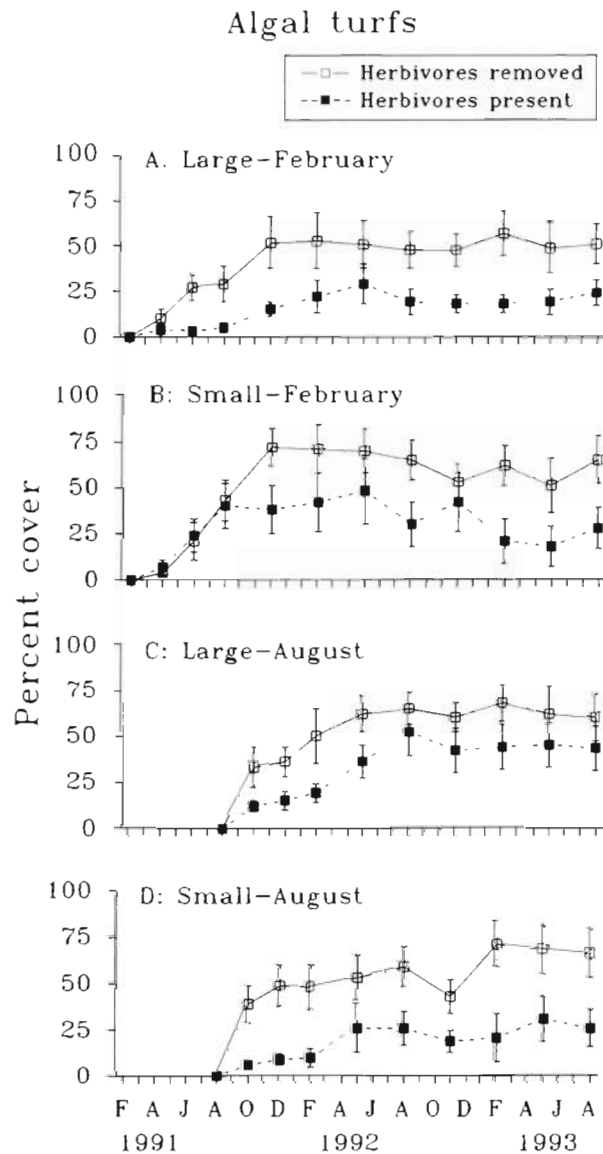 Algal turfs
Herbivores removed
Herbivores present
A. Large-February
100
75
50
25
0
B: Small-February
100
75
50
25
0
C: Large-August
100
75
50
25
0
D: Small-August
100
75
50
25
0
Percent cover
F A J A O D F A J A O D F A J A
1991 1992 1993